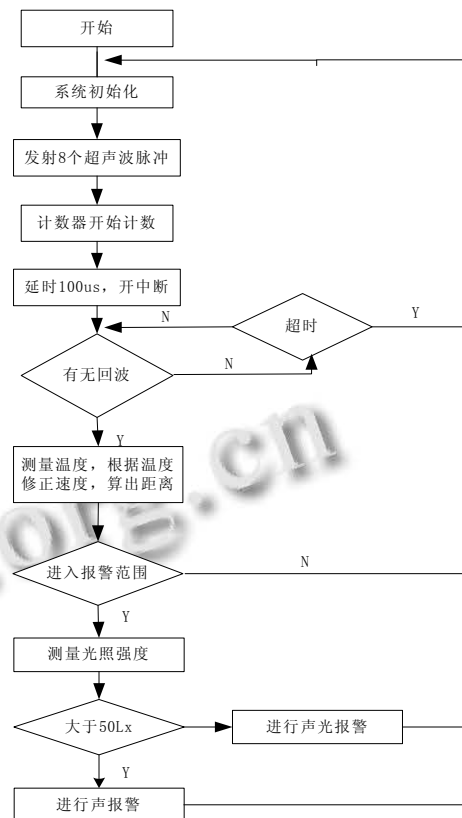 开始
系统初始化
发射8个超声波脉冲
计数器开始计数
延时100us，开中断
N
超时
Y
有无回波
N
Y
测量温度，根据温度
修正速度，算出距离
进入报警范围
N
Y
测量光照强度
大于50Lx
进行声光报警
Y
进行声报警